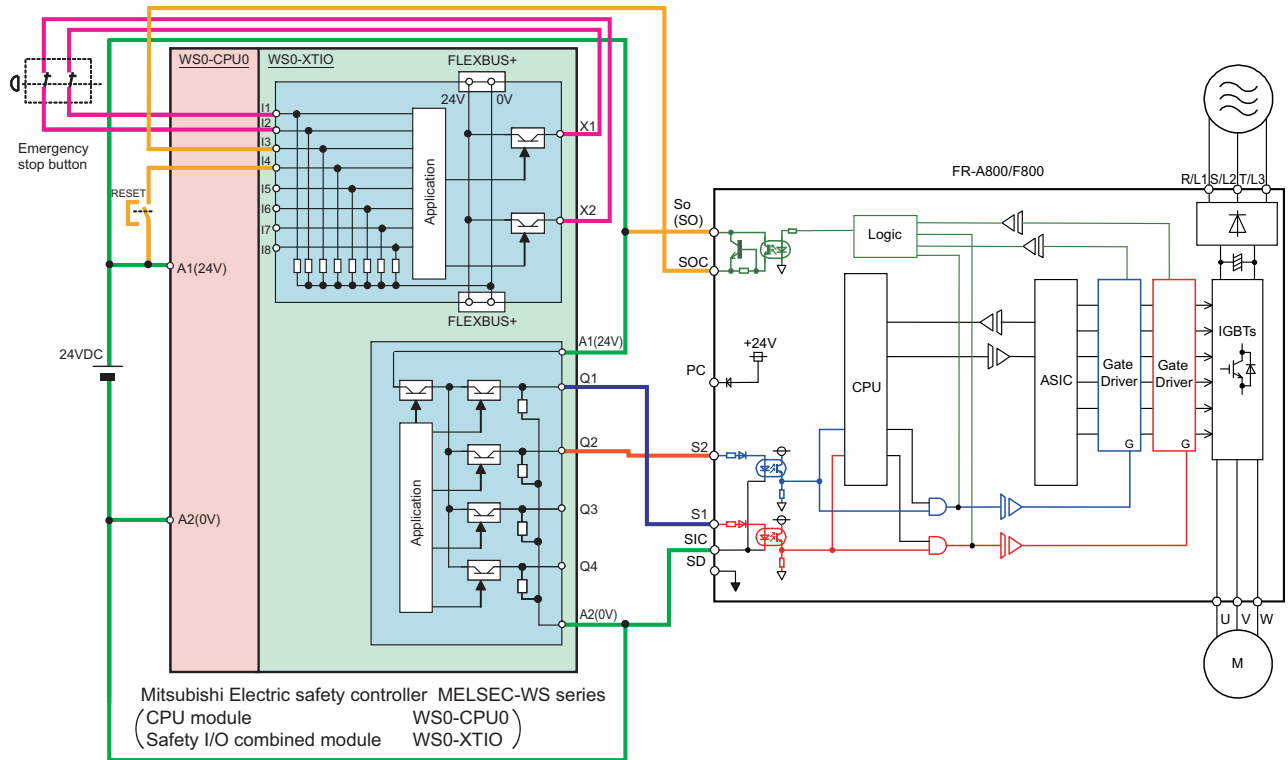 WS0-CPU0
WS0-XTIO
FLEXBUS+
24V
0V
I1
I2
I3
I4
I5
I6
I7
I8
Application
X1
X2
FLEXBUS+
Emergency
stop button
RESET
A1(24V)
24VDC
A2(0V)
A1(24V)
Q1
Q2
Q3
Q4
Application
A2(0V)
Mitsubishi Electric safety controller MELSEC-WS series
CPU module WS0-CPU0
Safety I/O combined module WS0-XTIO
FR-A800/F800
R/L1 S/L2 T/L3
So
(SO)
SOC
Logic
+24V
PC
CPU
ASIC
Gate
Driver
G
Gate
Driver
G
IGBTs
S2
S1
SIC
SD
U
V
W
M